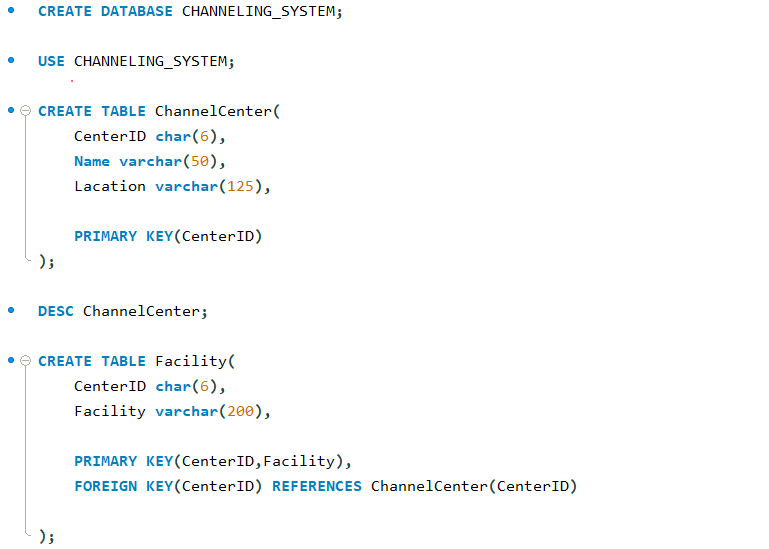 CREATE DATABASE CHANNELING_SYSTEM;
USE CHANNELING_SYSTEM;
CREATE TABLE ChannelCenter(
CenterID char(6),
Name varchar(50),
Lacation varchar(125),
PRIMARY KEY(CenterID)
);
DESC ChannelCenter;
CREATE TABLE Facility(
CenterID char(6),
Facility varchar(200),
PRIMARY KEY(CenterID,Facility),
FOREIGN KEY(CenterID) REFERENCES ChannelCenter(CenterID)
);